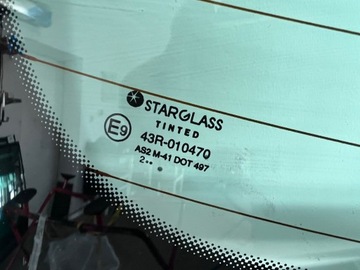 STARGLASS
TINTED
E9
43R-010470
AS2 M-41 DOT 497
2••  •